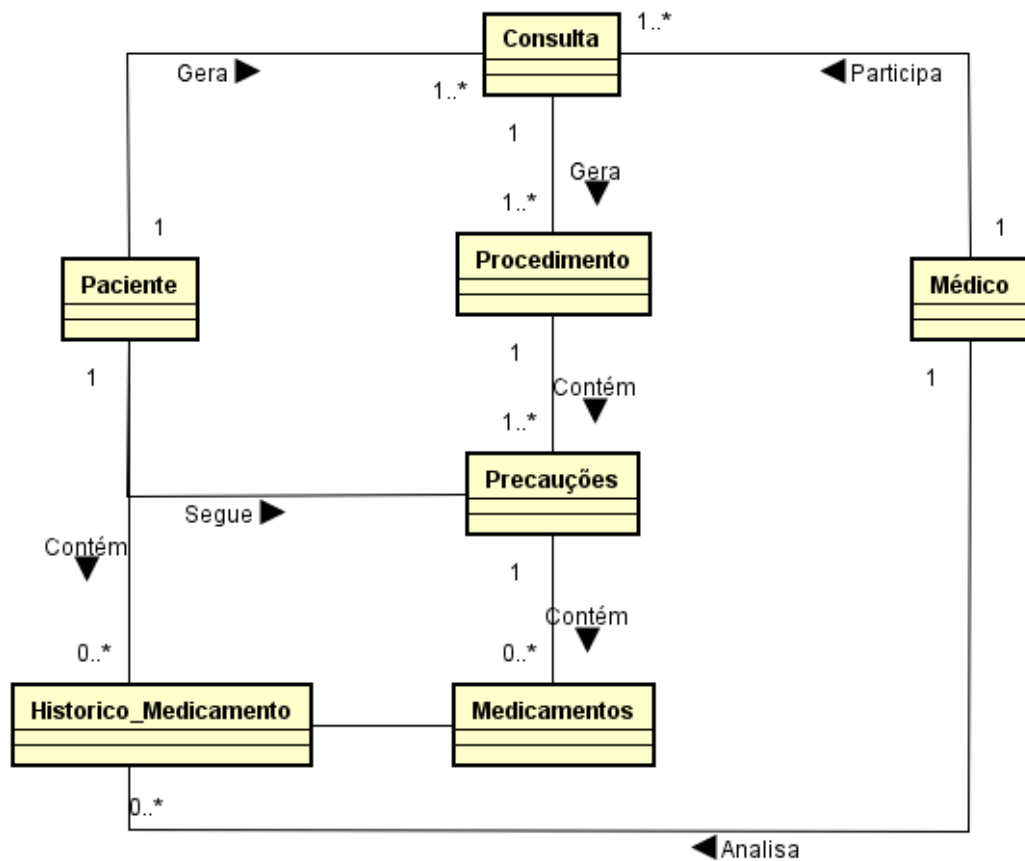 Consulta
1..*
Gera
Participa
1..*
1
Gera
1..*
1
1
Paciente
Procedimento
Médico
1
1
1
Contém
1..*
Precauções
Segue
Contém
1
Contém
0..*
0..*
Historico_Medicamento
Medicamentos
0..*
Analisa